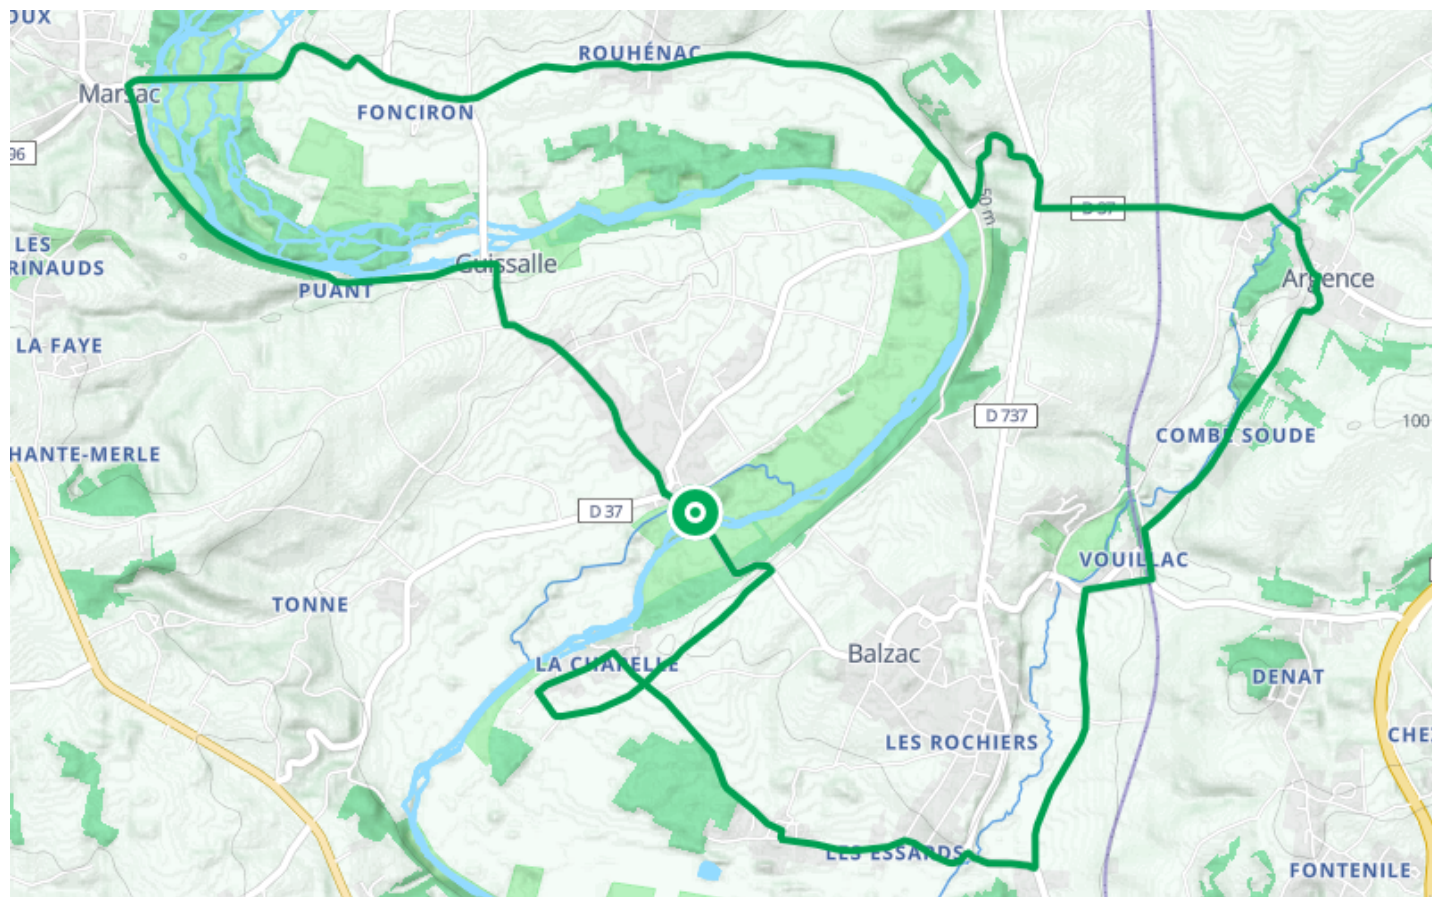 OUX
ROUHÉNAC
Marsac
FONCIRON
96
50 m
D 37
LES
RINAUDS
Guissalle
Argence
PUANT
LA FAYE
D 737
100
COMBE SOUDE
HANTE-MERLE
D 37
VOUILLAC
TONNE
Balzac
LA CHAPELLE
DENAT
LES ROCHIERS
CHE
LES ESSARDS
FONTENILE